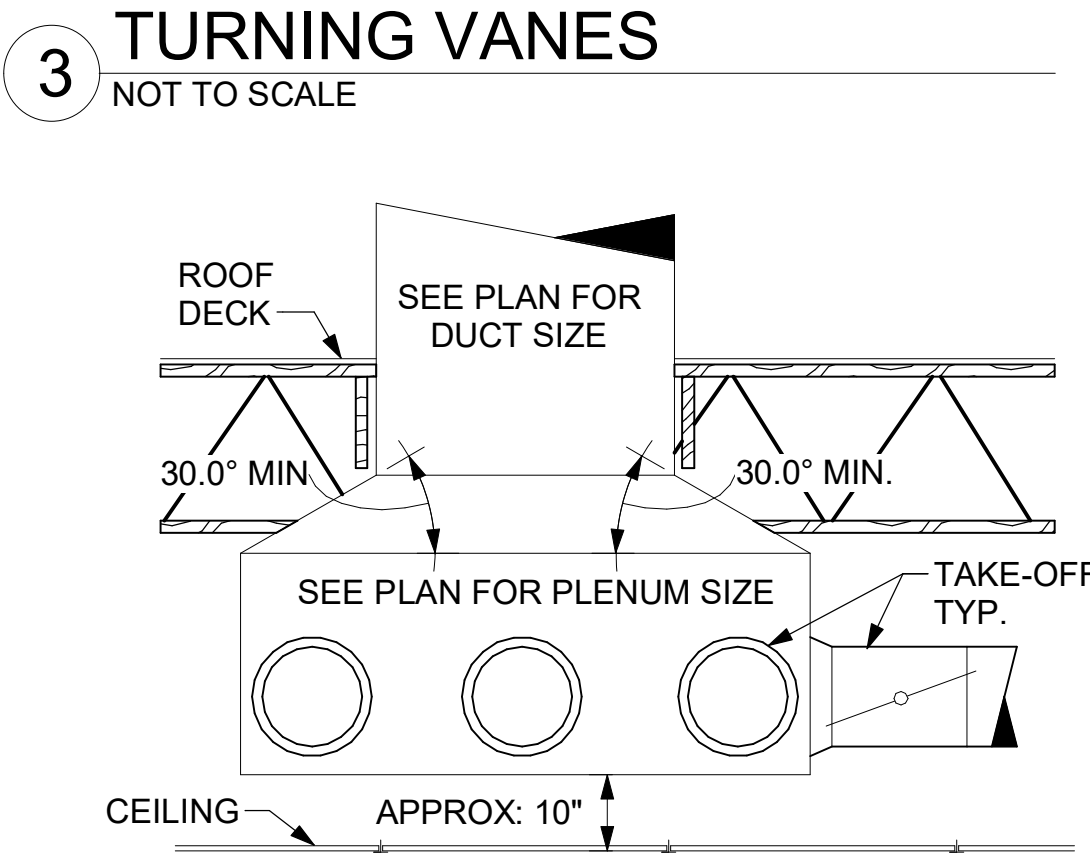 3
TURNING VANES
NOT TO SCALE
ROOF
DECK
SEE PLAN FOR
DUCT SIZE
30.0° MIN
30.0° MIN.
SEE PLAN FOR PLENUM SIZE
TAKE-OFF
TYP.
CEILING
APPROX: 10"